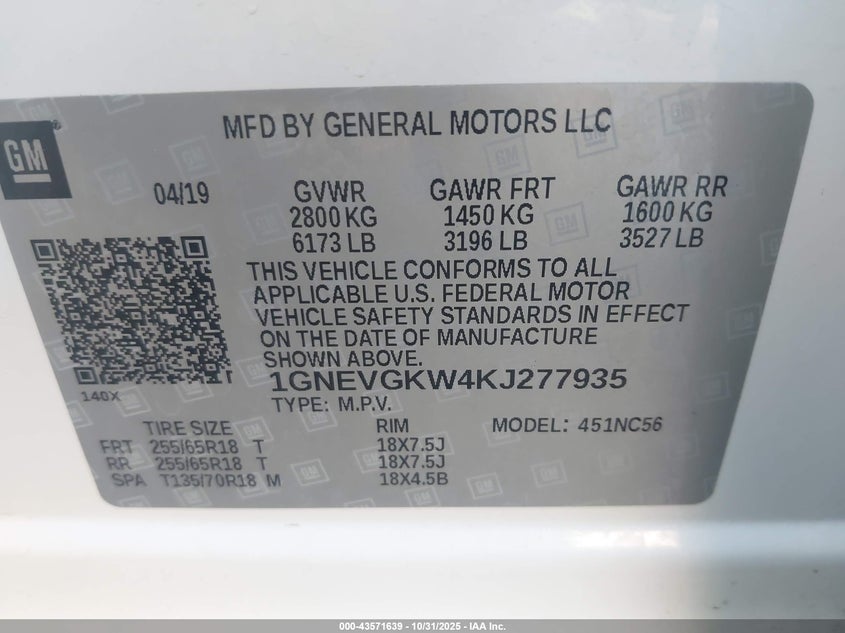 GM
MFD BY GENERAL MOTORS LLC
04/19
GVWR GAWR FRT GAWR RR
2800 KG 1450 KG 1600 KG
6173 LB 3196 LB 3527 LB
THIS VEHICLE CONFORMS TO ALL
APPLICABLE U.S. FEDERAL MOTOR
VEHICLE SAFETY STANDARDS IN EFFECT
ON THE DATE OF MANUFACTURE
SHOWN ABOVE.
1GNEVGKW4KJ277935
140X
TYPE: M.P.V.
TIRE SIZE RIM MODEL: 451NC56
FRT 255/65R18 T 18X7.5J
RR 255/65R18 T 18X7.5J
SPA T135/70R18 M 18X4.5B
000-43571639 - 10/31/2025 - IAA Inc.